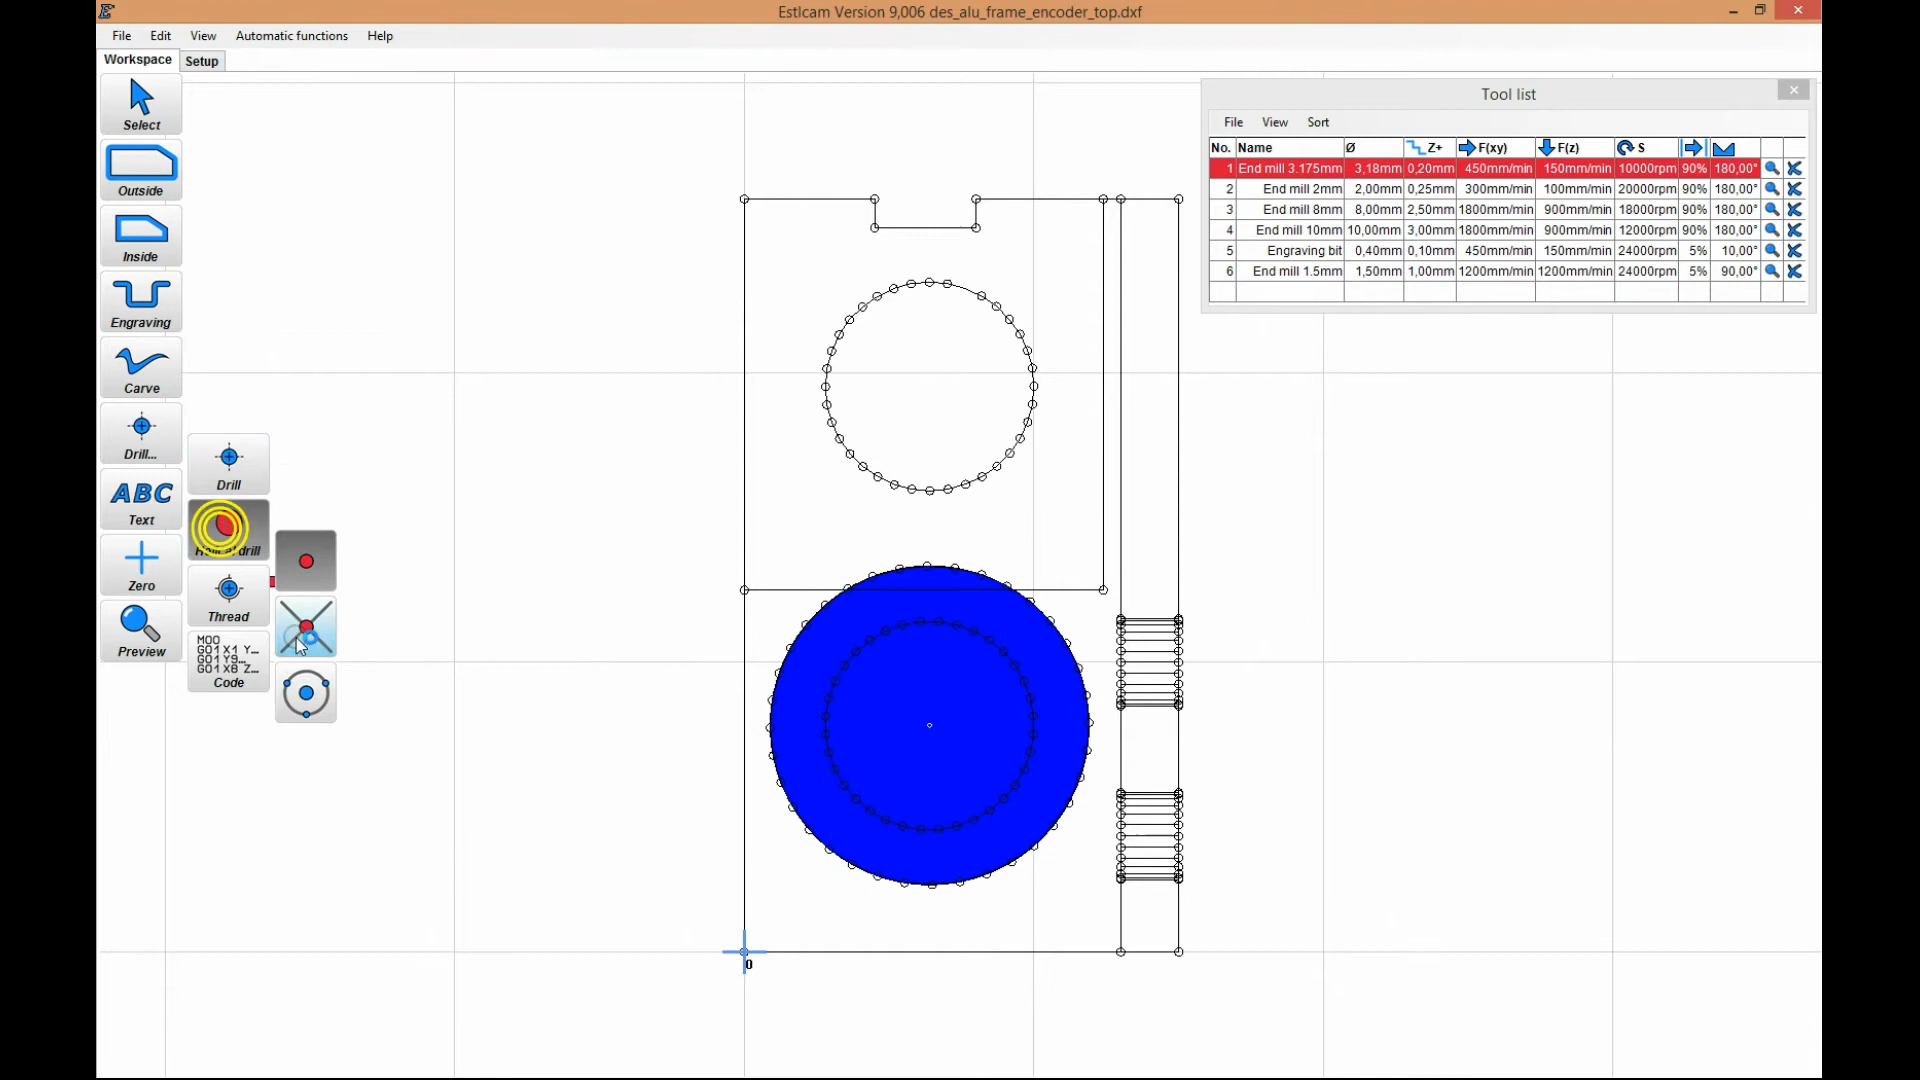 Estlcam Version 9,006 des_alu_frame_encoder_top.dxf
File Edit View Automatic functions Help
Workspace Setup
Select
Outside
Inside
Engraving
Carve
Drill...
Text
ABC
Zero
Preview
Drill
drill
Thread
M00
G01 X1 Y...
G01 Y9...
G01 X8 Z...
Code
0
Tool list
File View Sort
No. Name Ø Z+ F(xy) F(z) S
1 End mill 3.175mm 3,18mm 0,20mm 450mm/min 150mm/min 10000rpm 90% 180,00°
2 End mill 2mm 2,00mm 0,25mm 300mm/min 100mm/min 20000rpm 90% 180,00°
3 End mill 8mm 8,00mm 2,50mm 1800mm/min 900mm/min 18000rpm 90% 180,00°
4 End mill 10mm 10,00mm 3,00mm 1800mm/min 900mm/min 12000rpm 90% 180,00°
5 Engraving bit 0,40mm 0,10mm 450mm/min 150mm/min 24000rpm 5% 10,00°
6 End mill 1.5mm 1,50mm 1,00mm 1200mm/min 1200mm/min 24000rpm 5% 90,00°